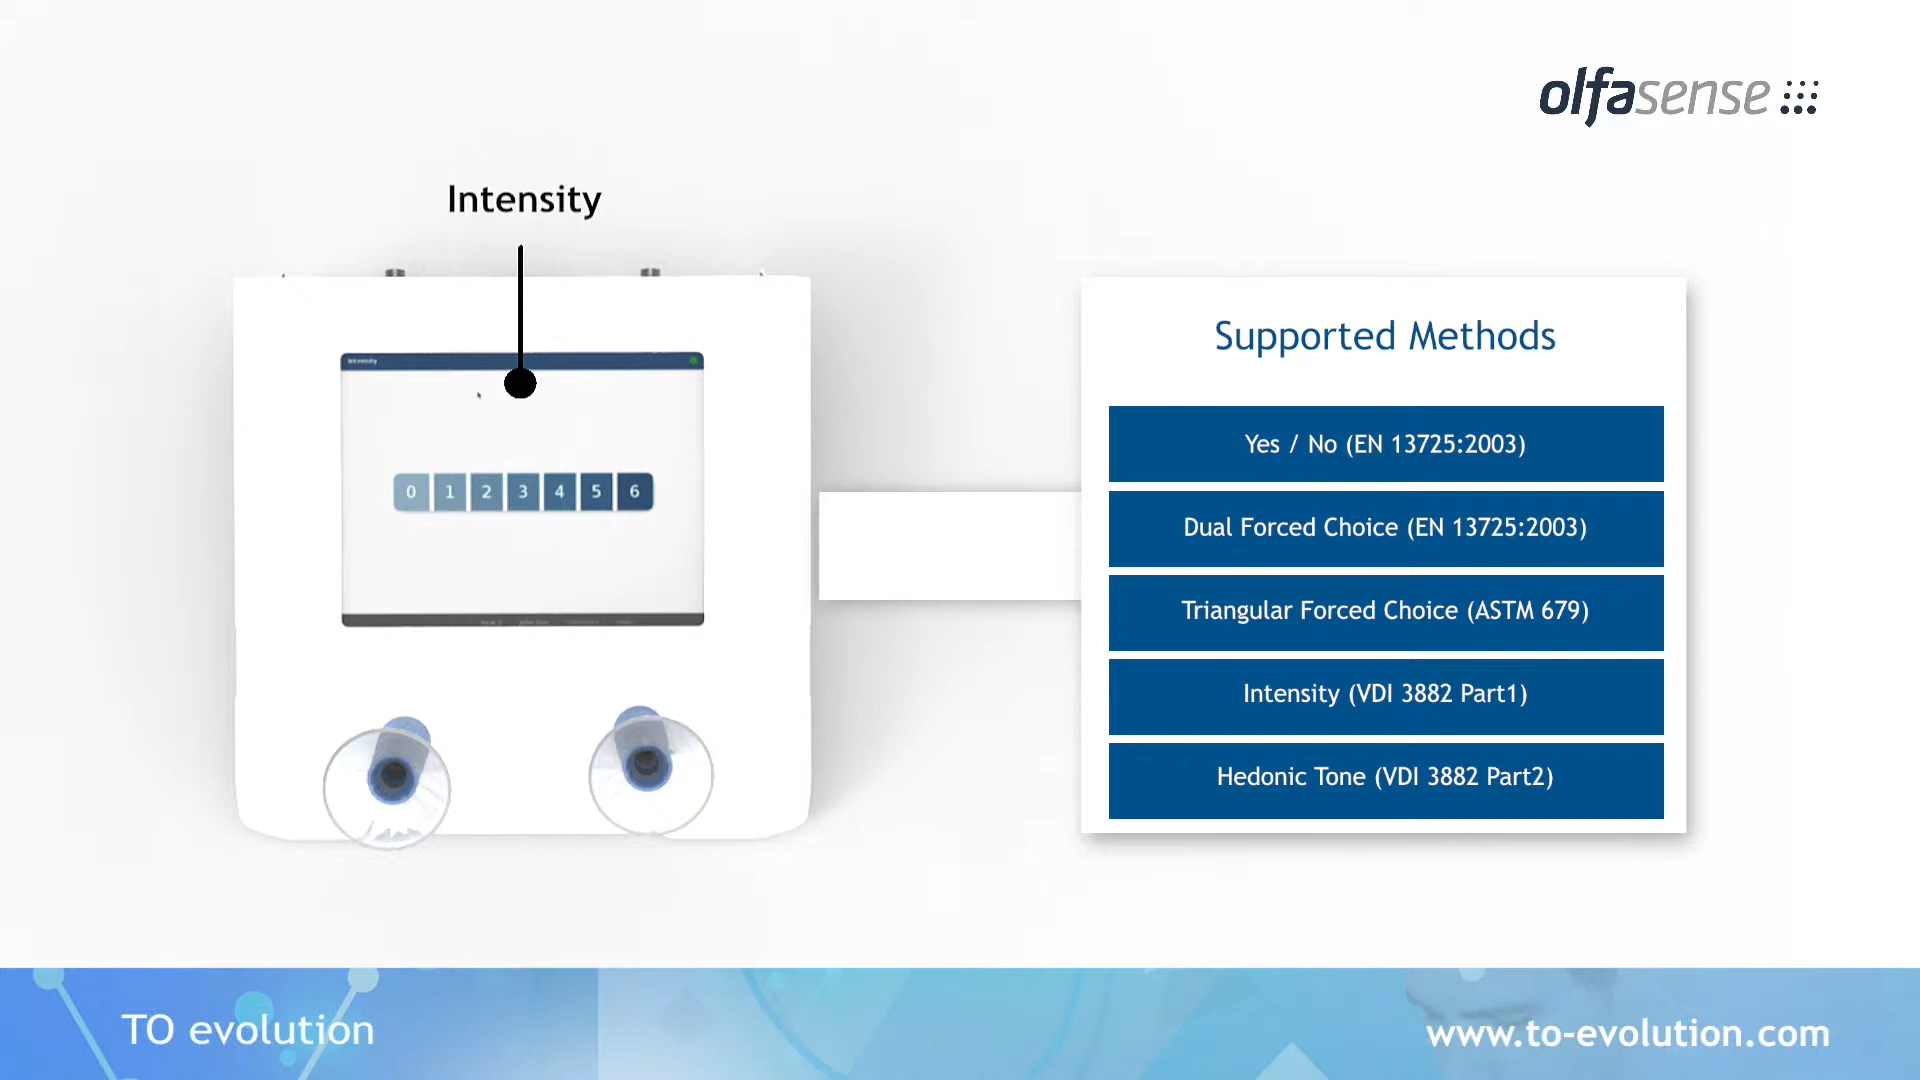 olfasense
Intensity
Intensity
0 1 2 3 4 5 6
Supported Methods
Yes / No (EN 13725:2003)
Dual Forced Choice (EN 13725:2003)
Triangular Forced Choice (ASTM 679)
Intensity (VDI 3882 Part1)
Hedonic Tone (VDI 3882 Part2)
TO evolution
www.to-evolution.com